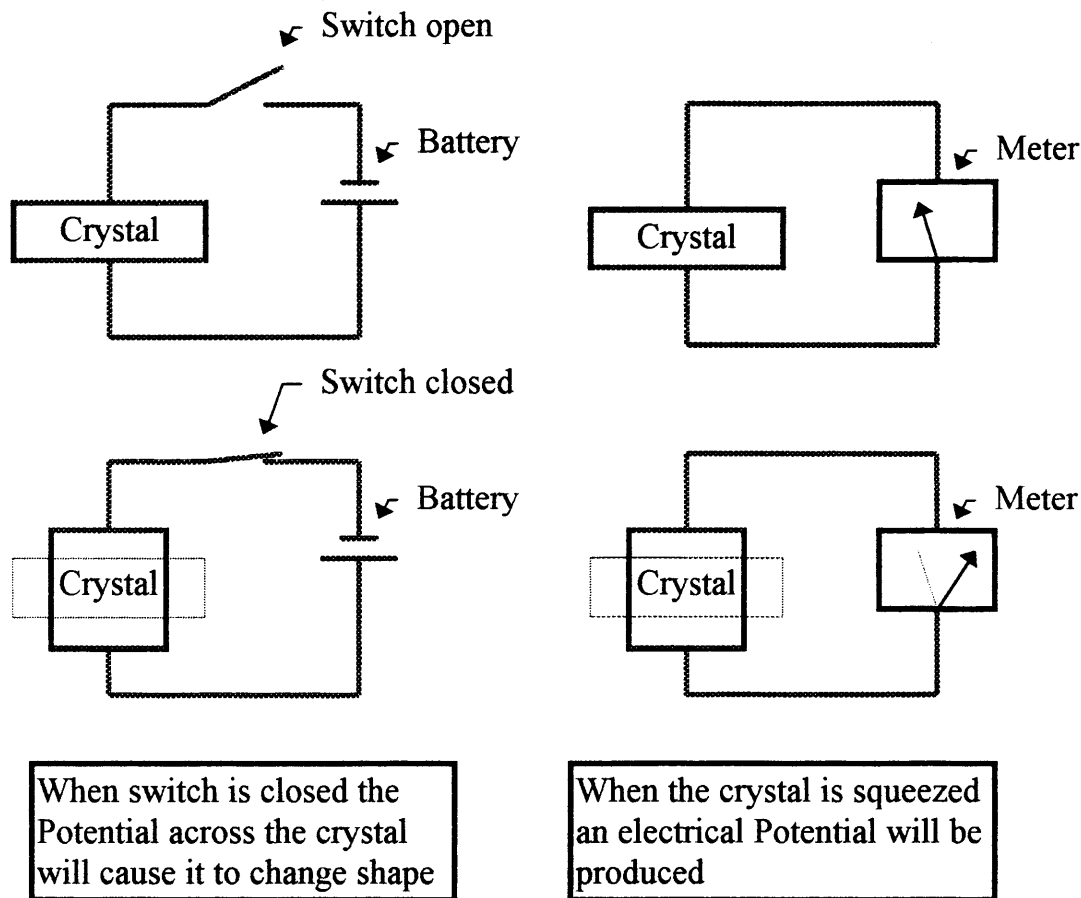 Switch open
Battery
Crystal
Meter
Crystal
Switch closed
Battery
Crystal
Meter
Crystal
When switch is closed the
Potential across the crystal
will cause it to change shape
When the crystal is squeezed
an electrical Potential will be
produced